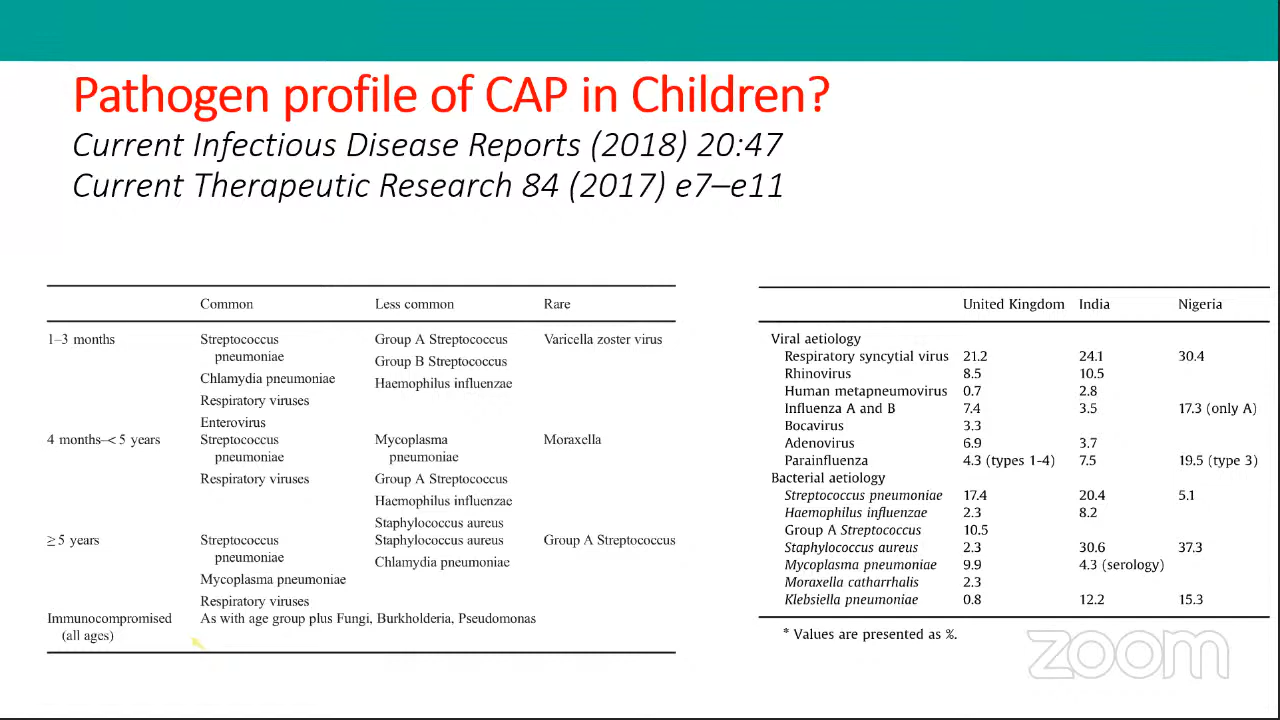 Pathogen profile of CAP in Children?
Current Infectious Disease Reports (2018) 20:47
Current Therapeutic Research 84 (2017) e7–e11
Common Less common Rare
1–3 months Streptococcus pneumoniae Group A Streptococcus Varicella zoster virus
Group B Streptococcus
Chlamydia pneumoniae Haemophilus influenzae
Respiratory viruses
Enterovirus
4 months–< 5 years Streptococcus pneumoniae Mycoplasma pneumoniae Moraxella
Respiratory viruses Group A Streptococcus
Haemophilus influenzae
Staphylococcus aureus
≥ 5 years Streptococcus pneumoniae Staphylococcus aureus Group A Streptococcus
Chlamydia pneumoniae
Mycoplasma pneumoniae
Respiratory viruses
Immunocompromised (all ages) As with age group plus Fungi, Burkholderia, Pseudomonas
United Kingdom India Nigeria
Viral aetiology
Respiratory syncytial virus 21.2 24.1 30.4
Rhinovirus 8.5 10.5
Human metapneumovirus 0.7 2.8
Influenza A and B 7.4 3.5 17.3 (only A)
Bocavirus 3.3
Adenovirus 6.9 3.7
Parainfluenza 4.3 (types 1-4) 7.5 19.5 (type 3)
Bacterial aetiology
Streptococcus pneumoniae 17.4 20.4 5.1
Haemophilus influenzae 2.3 8.2
Group A Streptococcus 10.5
Staphylococcus aureus 2.3 30.6 37.3
Mycoplasma pneumoniae 9.9 4.3 (serology)
Moraxella catharrhalis 2.3
Klebsiella pneumoniae 0.8 12.2 15.3
* Values are presented as %.
zoom